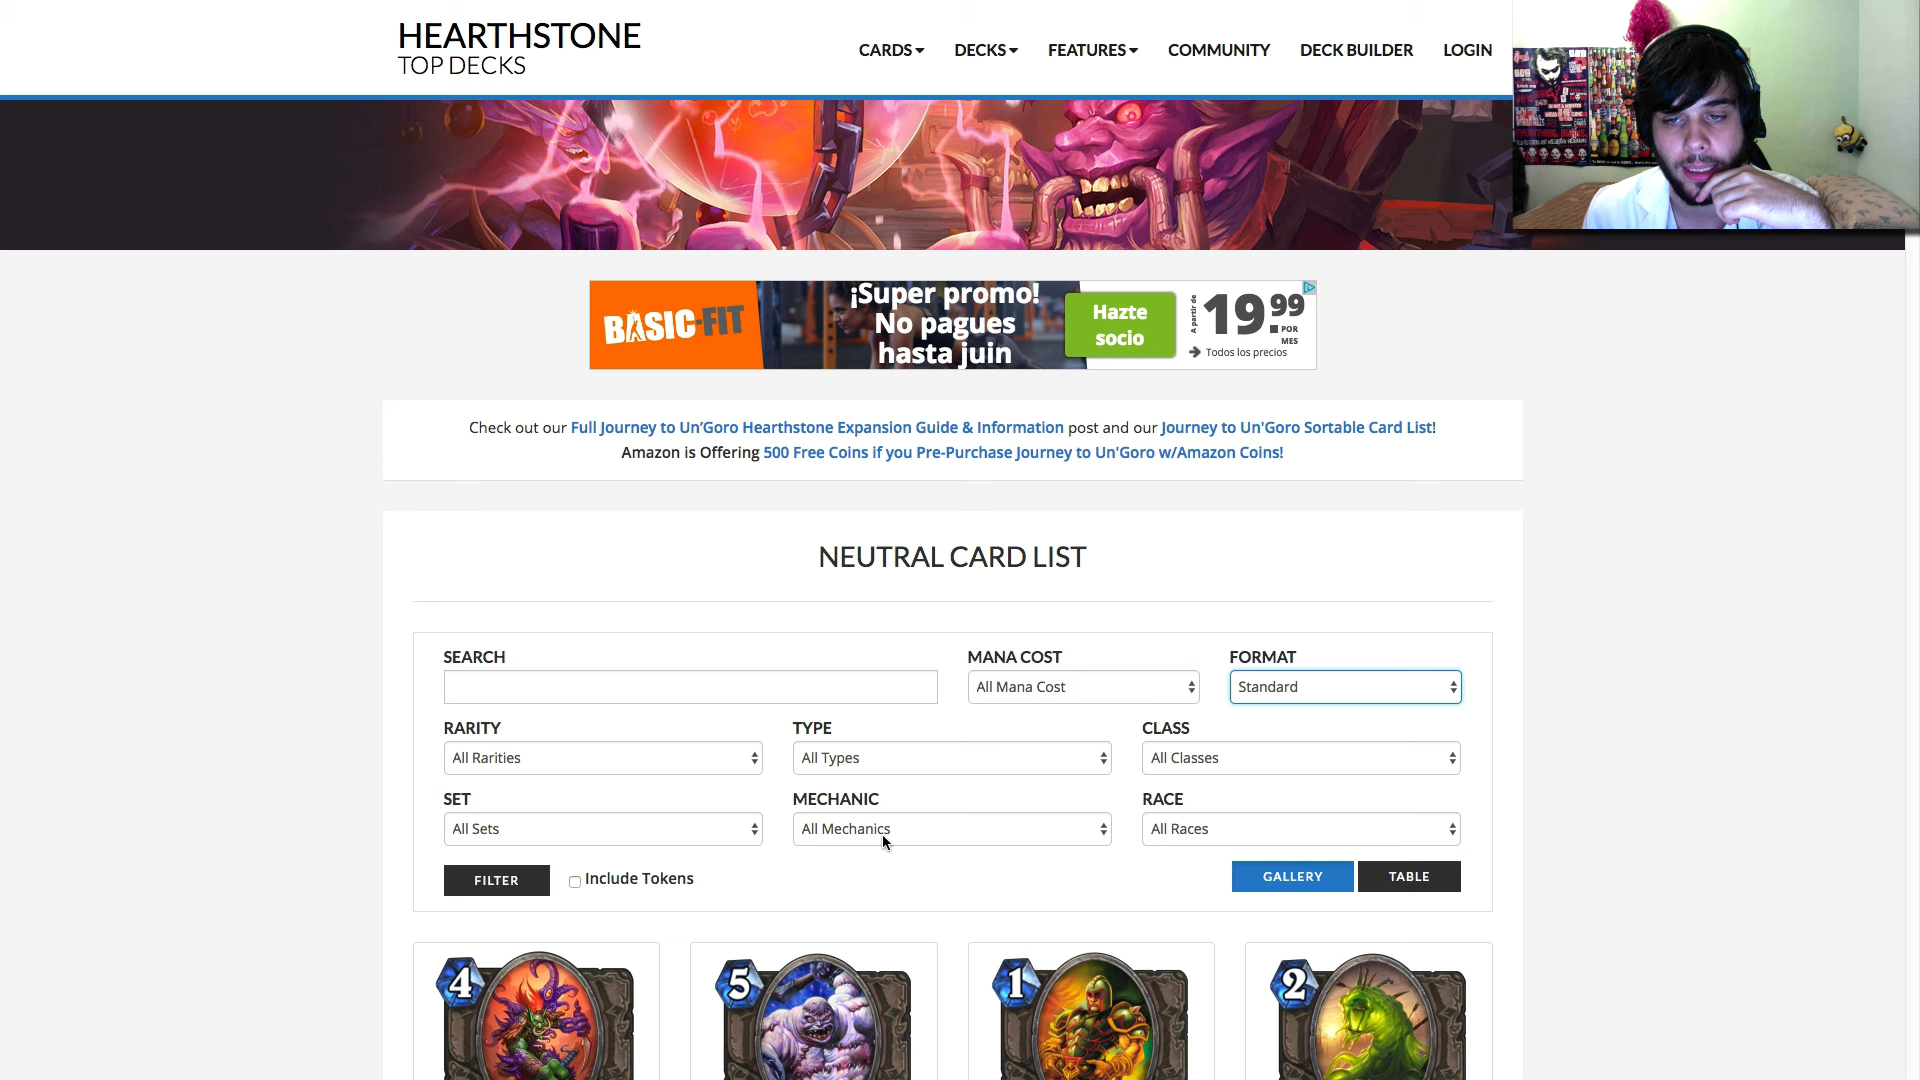 HEARTHSTONE
TOP DECKS
CARDS DECKS FEATURES COMMUNITY DECK BUILDER LOGIN
BASIC-FIT
¡Super promo!
No pagues
hasta juin
Hazte
socio
A partir de
19.99
POR
MES
Todos los precios
Check out our Full Journey to Un'Goro Hearthstone Expansion Guide & Information post and our Journey to Un'Goro Sortable Card List!
Amazon is Offering 500 Free Coins if you Pre-Purchase Journey to Un'Goro w/Amazon Coins!
NEUTRAL CARD LIST
SEARCH MANA COST FORMAT
All Mana Cost Standard
RARITY TYPE CLASS
All Rarities All Types All Classes
SET MECHANIC RACE
All Sets All Mechanics All Races
FILTER Include Tokens GALLERY TABLE
4 5 1 2